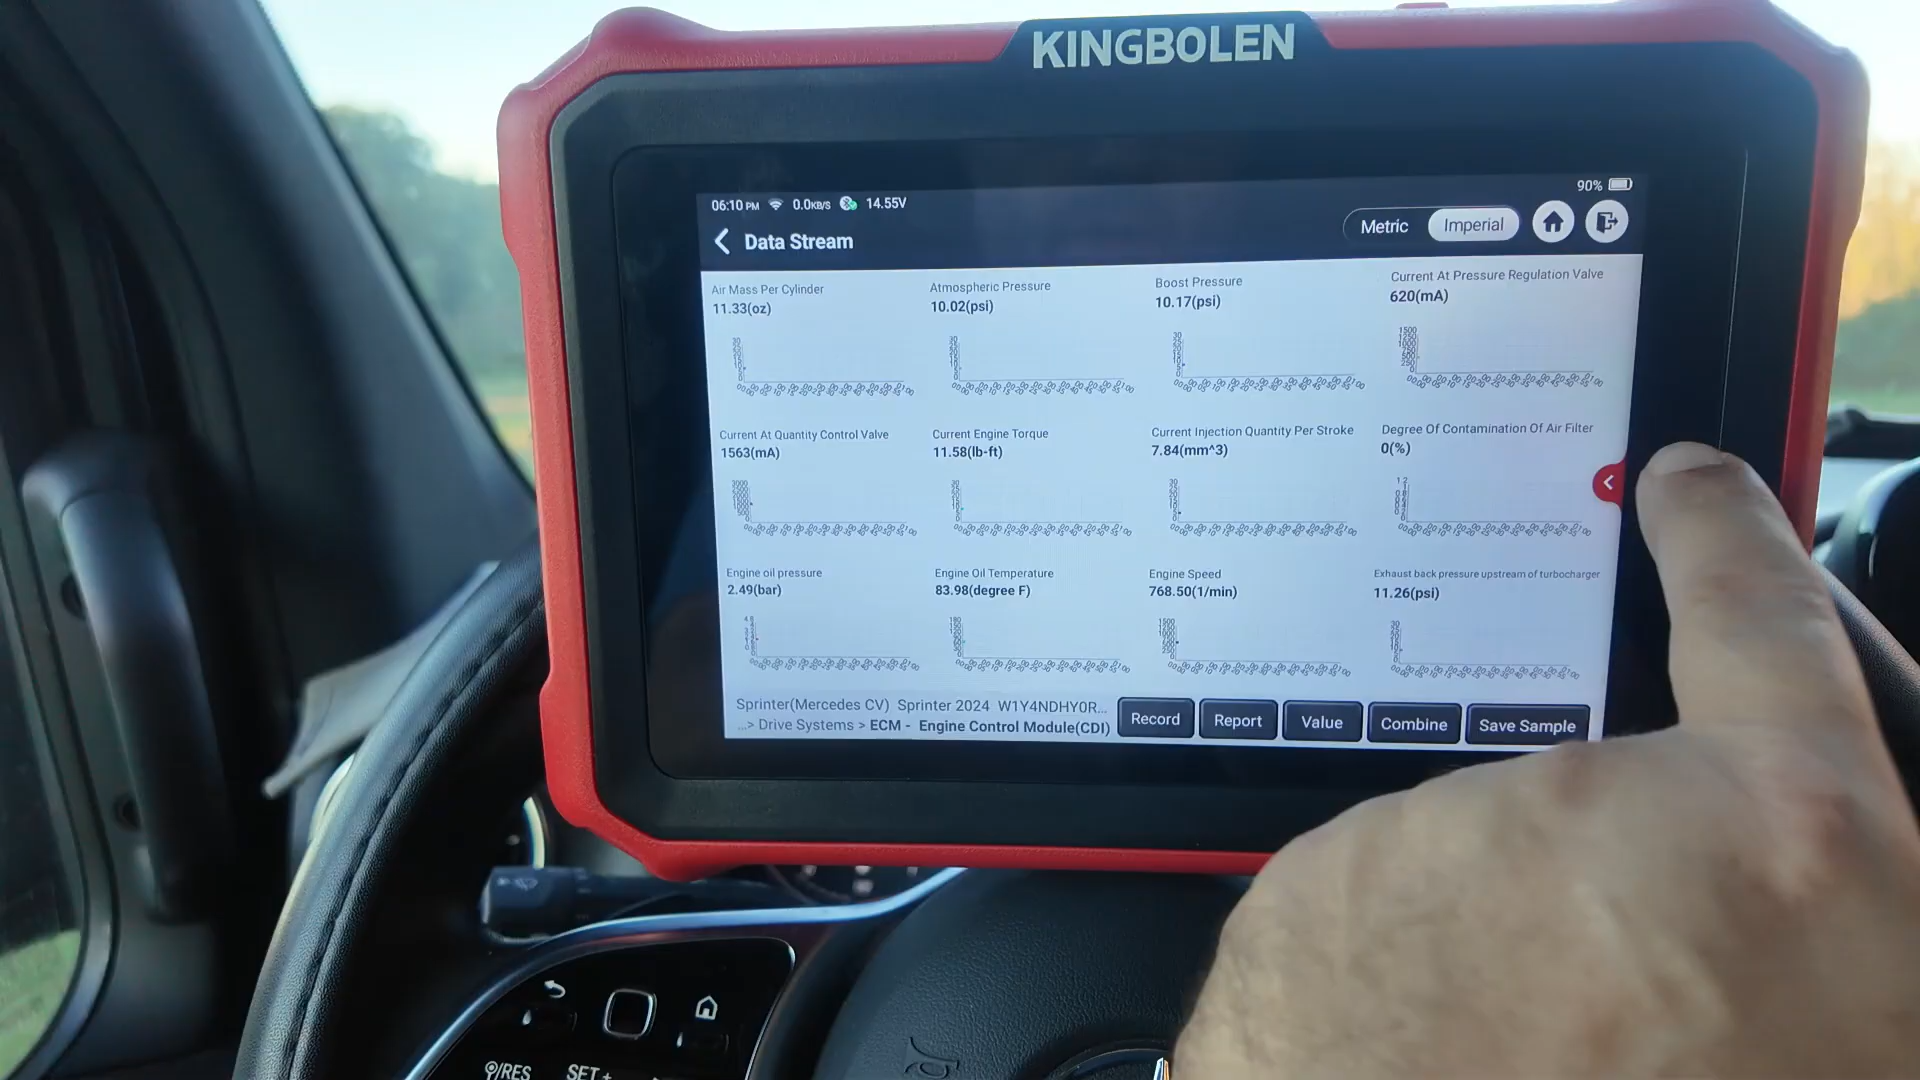 KINGBOLEN
90%
06:10 PM 0.0KB/S 14.55V
Metric Imperial
Data Stream
Air Mass Per Cylinder
11.33(oz)
Atmospheric Pressure
10.02(psi)
Boost Pressure
10.17(psi)
Current At Pressure Regulation Valve
620(mA)
Current At Quantity Control Valve
1563(mA)
Current Engine Torque
11.58(lb-ft)
Current Injection Quantity Per Stroke
7.84(mm^3)
Degree Of Contamination Of Air Filter
0(%)
Engine oil pressure
2.49(bar)
Engine Oil Temperature
83.98(degree F)
Engine Speed
768.50(1/min)
Exhaust back pressure upstream of turbocharger
11.26(psi)
Sprinter(Mercedes CV) Sprinter 2024 W1Y4NDHY0R...
...> Drive Systems > ECM - Engine Control Module(CDI)
Record Report Value Combine Save Sample
/RES SET +